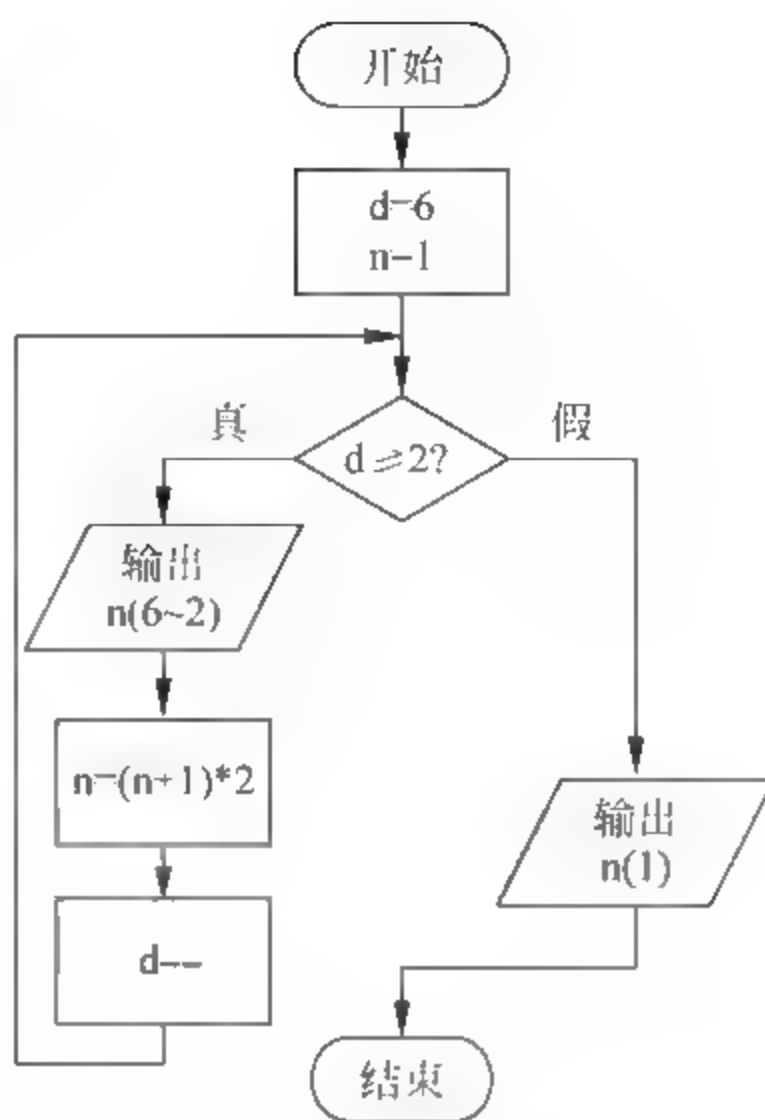 开始
d=6
n=1
真
假
d≥2?
输出
n(6~2)
n=(n+1)*2
d--
输出
n(1)
结束